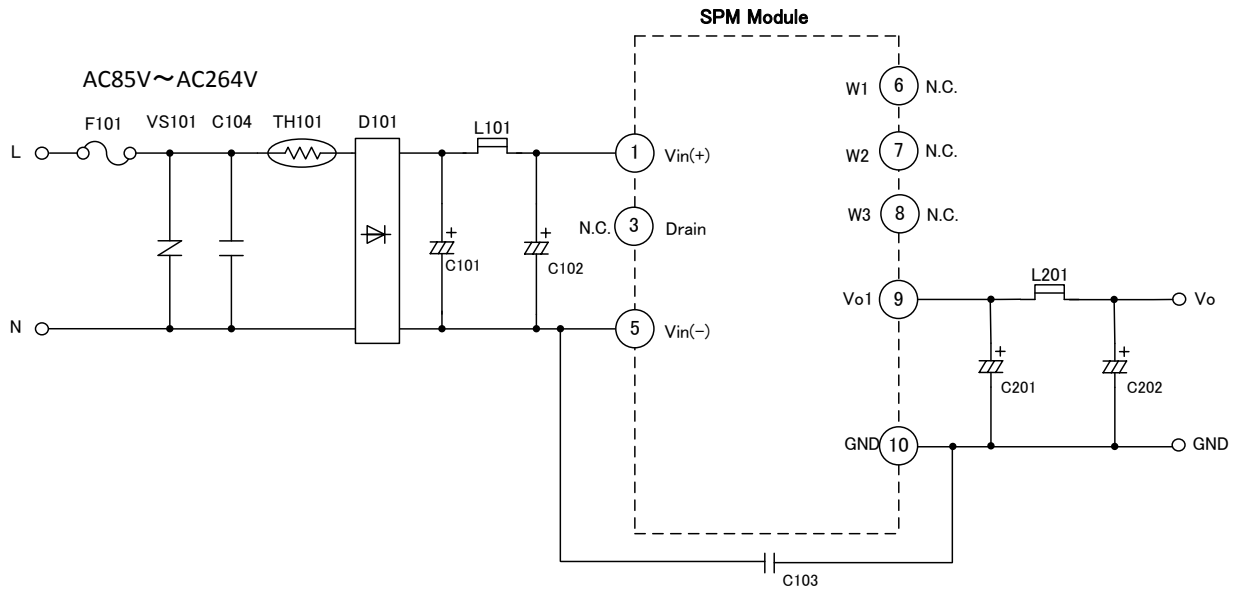 SPM Module
AC85V～AC264V
F101
VS101
C104
TH101
D101
L101
L
N
C101
C102
1
Vin(+)
N.C.
3
Drain
5
Vin(-)
W1
6
N.C.
W2
7
N.C.
W3
8
N.C.
Vo1
9
L201
Vo
C201
C202
GND
10
GND
C103